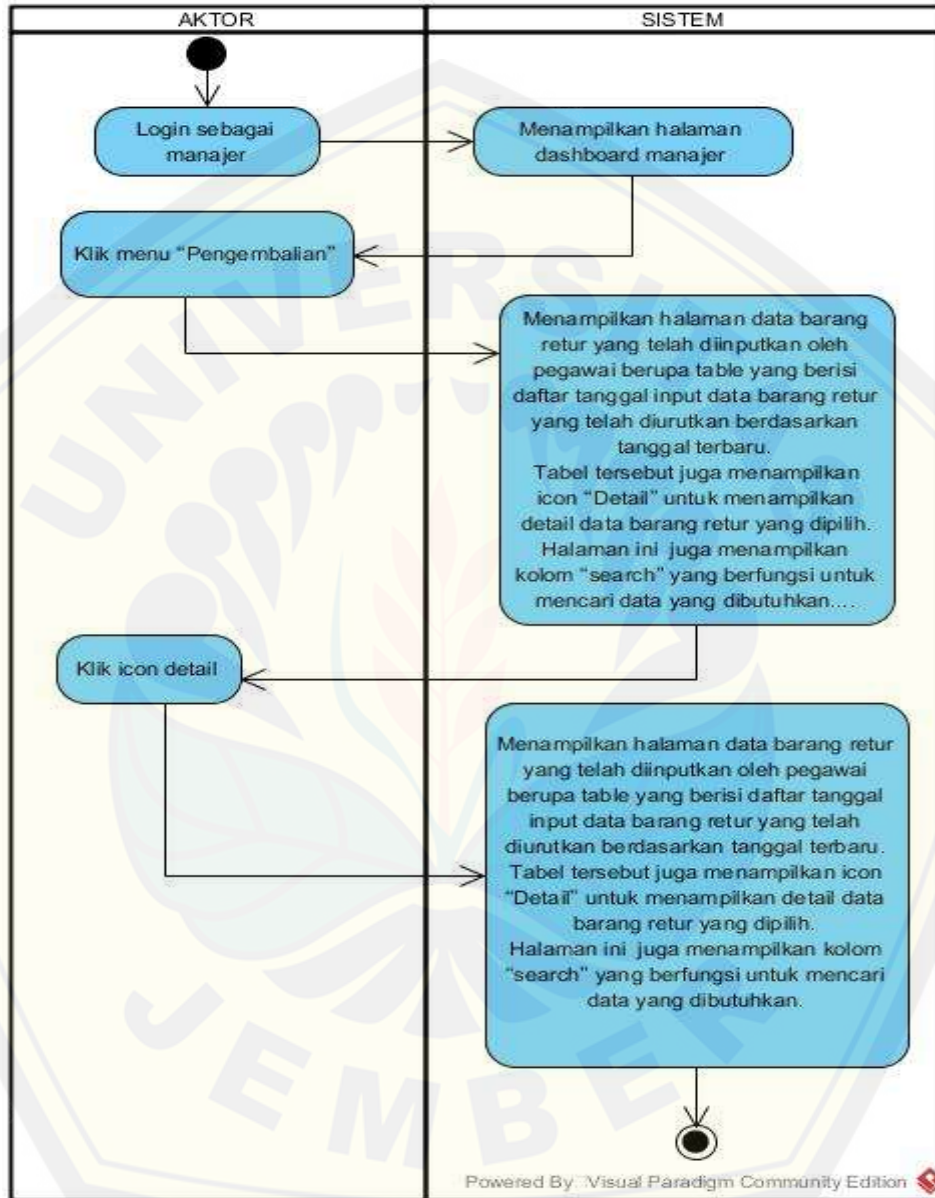 AKTOR
SISTEM
Login sebagai
manajer
Menampilkan halaman
dashboard manajer
Klik menu “Pengembalian”
Menampilkan halaman data barang
retur yang telah diinputkan oleh
pegawai berupa table yang berisi
daftar tanggal input data barang retur
yang telah diurutkan berdasarkan
tanggal terbaru.
Tabel tersebut juga menampilkan
icon “Detail” untuk menampilkan
detail data barang retur yang dipilih.
Halaman ini juga menampilkan
kolom “search” yang berfungsi untuk
mencari data yang dibutuhkan....
Klik icon detail
Menampilkan halaman data barang retur
yang telah diinputkan oleh pegawai
berupa table yang berisi daftar tanggal
input data barang retur yang telah
diurutkan berdasarkan tanggal terbaru.
Tabel tersebut juga menampilkan icon
“Detail” untuk menampilkan detail data
barang retur yang dipilih.
Halaman ini juga menampilkan kolom
“search” yang berfungsi untuk mencari
data yang dibutuhkan.
UNIVERSITAS
JEMBER
Powered By: Visual Paradigm Community Edition